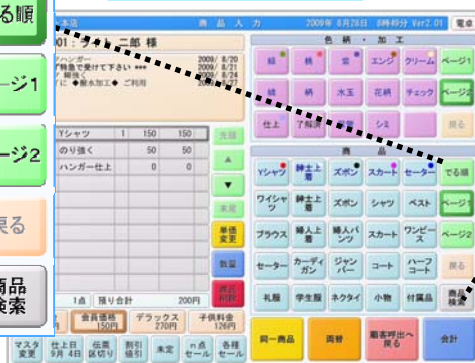 る順
ージ1
ージ2
戻る
商品
検索
本店 商 品 入 力 2009年 8月28日 8時49分 Ver2.01 電卓
01:ライト 二郎 様
ハンガー 2009/ 8/20
特急で受けて下さい *** 2009/ 8/21
2009/ 8/24
◆撥水加工◆ ご利用 2009/ 8/27
Yシャツ 1 150 150
のり強く 50 50
ハンガー仕上 0 0
先頭
▲
▼
末尾
単価
変更
数量
商品
削除
1点 預り合計 200円
会員価格
150円
デラックス
270円
子供料金
126円
マスタ
変更
仕上日
9月 4日
伝票
区切り
割引
値引
未定
n点
セール
各種
セール
色 柄 ・ 加 工
緑 桃 紫 エンジ クリーム ページ1
紺 柄 水玉 花柄 チェック ページ2
仕上 了解済 シミ 戻る
商 品
Yシャツ 紳士上着 ズボン スカート セーター でる順
ワイシャツ 紳士上着 ズボン シャツ ベスト ページ1
ブラウス 婦人上着 婦人パンツ スカート ワンピース ページ2
セーター カーディガン ジャンパー コート ハーフコート 戻る
礼服 学生服 ネクタイ 小物 付属品 商品検索
同一商品 両替 顧客呼出へ戻る 会計